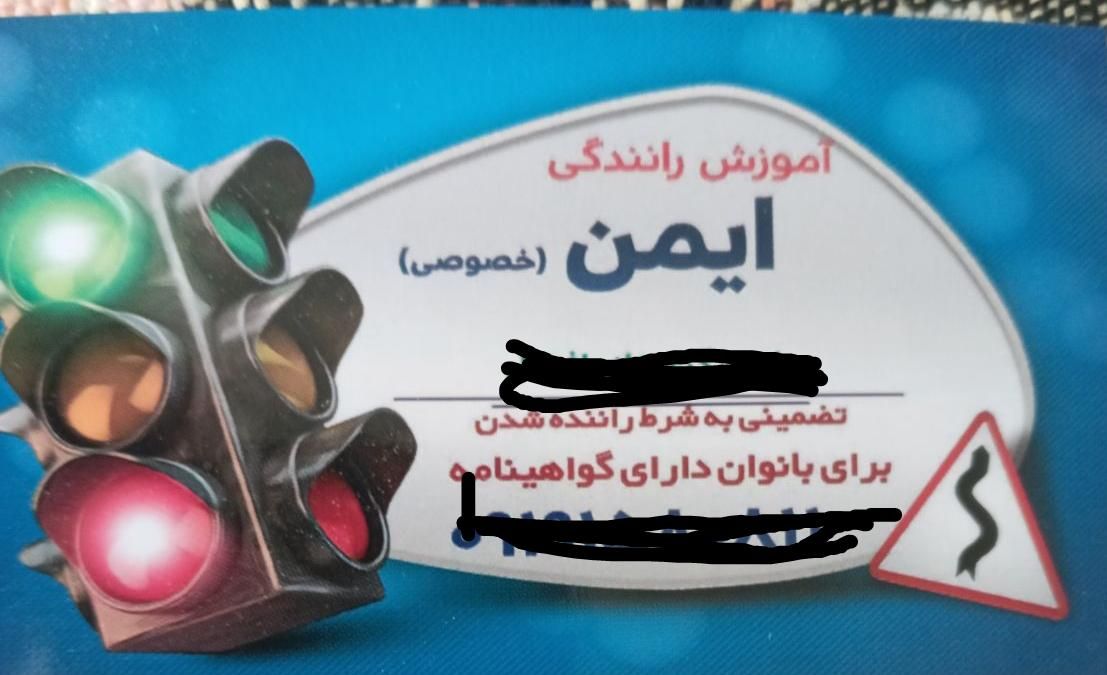 آموزش رانندگی
ایمن (خصوصی)
تضمینی به شرط راننده شدن
برای بانوان دارای گواهینامه